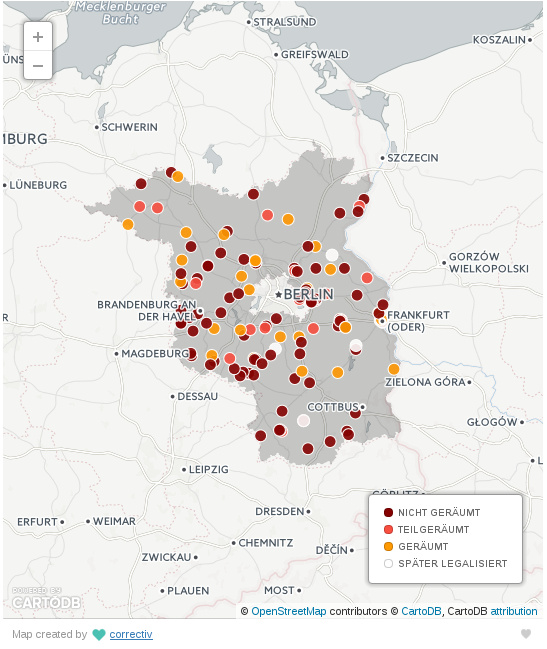 Mecklenburger
Bucht
STRALSUND
+
GREIFSWALD
KOSZALIN
−
SCHWERIN
MBURG
SZCZECIN
LÜNEBURG
GORZÓW
WIELKOPOLSKI
BERLIN
BRANDENBURG AN
DER HAVEL
FRANKFURT
(ODER)
MAGDEBURG
ZIELONA GÓRA
DESSAU
COTTBUS
GŁOGÓW
LEIPZIG
GÖRLITZ
DRESDEN
ERFURT
WEIMAR
CHEMNITZ
DĚČÍN
ZWICKAU
PLAUEN
MOST
NICHT GERÄUMT
TEILGERÄUMT
GERÄUMT
SPÄTER LEGALISIERT
POWERED BY
CARTODB
© OpenStreetMap contributors © CartoDB, CartoDB attribution
Map created by correctiv